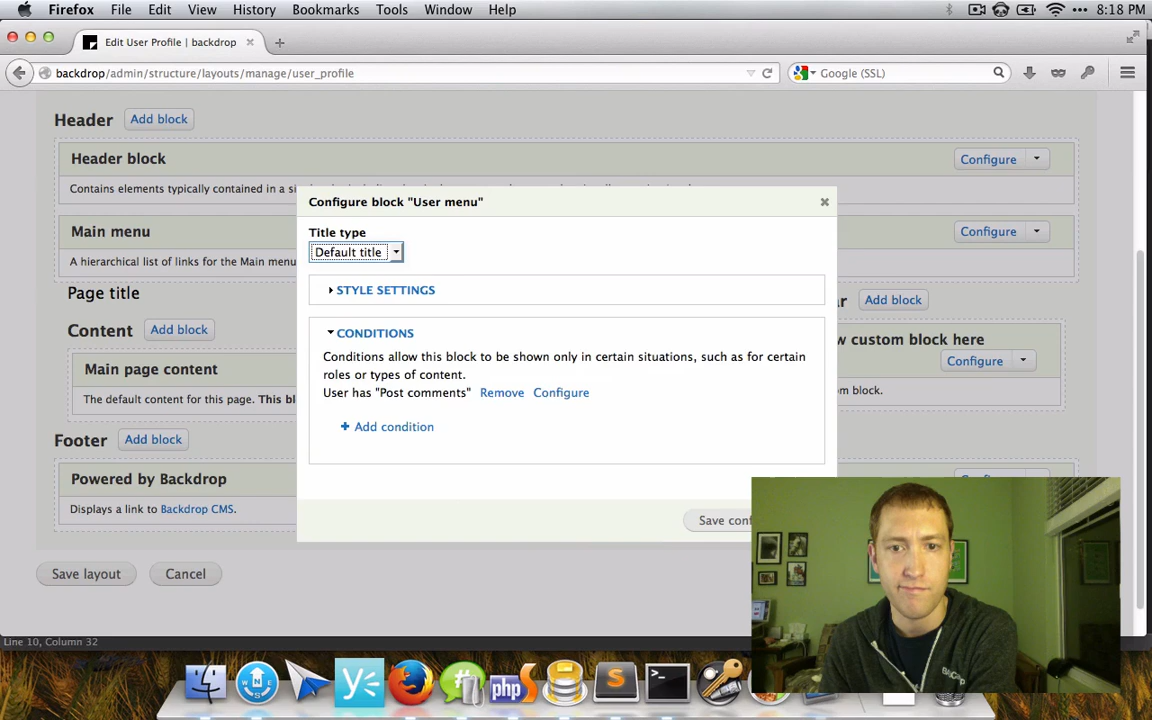 Firefox File Edit View History Bookmarks Tools Window Help 8:18 PM
Edit User Profile | backdrop
backdrop/admin/structure/layouts/manage/user_profile
Google (SSL)
Header Add block
Header block Configure
Contains elements typically contained in a
Main menu Configure
A hierarchical list of links for the Main menu
Page title
Add block
Content Add block
custom block here
Configure
Main page content
The default content for this page. This
block.
Footer Add block
Powered by Backdrop
Displays a link to Backdrop CMS.
Save layout Cancel
Configure block "User menu"
Title type
Default title
STYLE SETTINGS
CONDITIONS
Conditions allow this block to be shown only in certain situations, such as for certain
roles or types of content.
User has "Post comments" Remove Configure
Add condition
Save
Line 10, Column 32
php